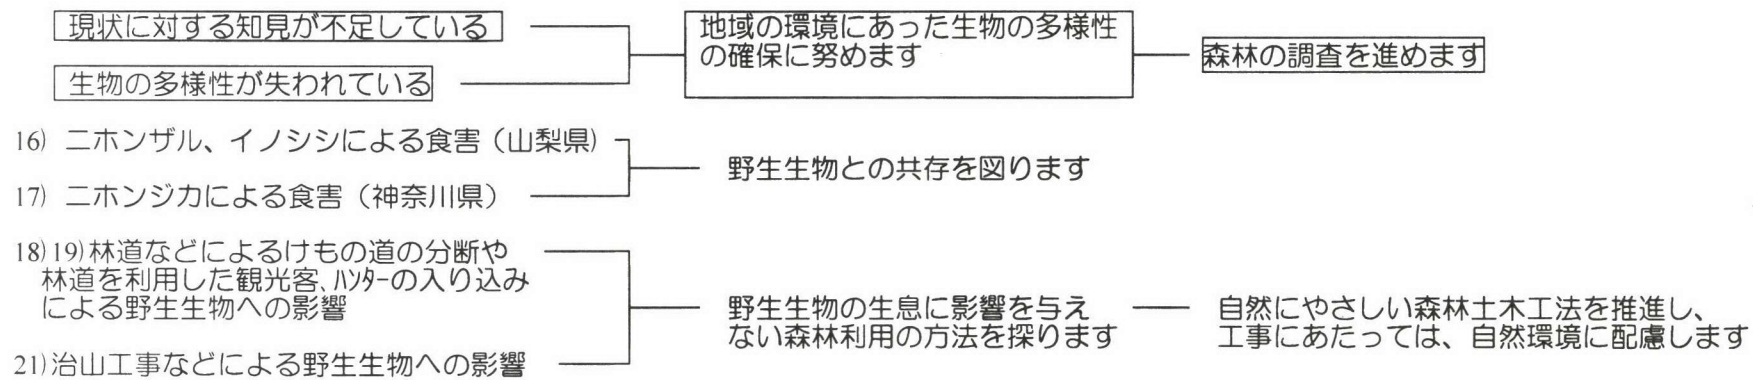 現状に対する知見が不足している
生物の多様性が失われている
地域の環境にあった生物の多様性
の確保に努めます
森林の調査を進めます
16) ニホンザル、イノシシによる食害（山梨県）
17) ニホンジカによる食害（神奈川県）
野生生物との共存を図ります
18)19)林道などによるけもの道の分断や
林道を利用した観光客、ﾊﾝﾀｰの入り込み
による野生生物への影響
21)治山工事などによる野生生物への影響
野生生物の生息に影響を与え
ない森林利用の方法を探ります
自然にやさしい森林土木工法を推進し、
工事にあたっては、自然環境に配慮します